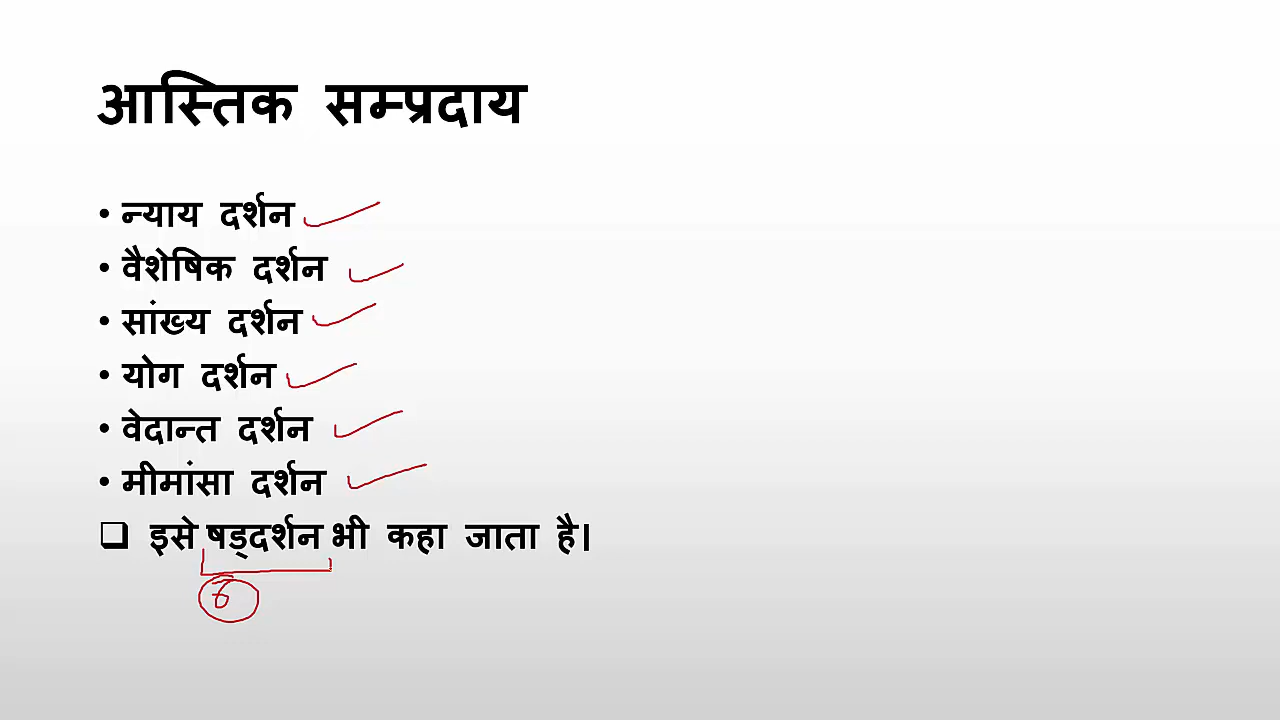 आस्तिक सम्प्रदाय
• न्याय दर्शन
• वैशेषिक दर्शन
• सांख्य दर्शन
• योग दर्शन
• वेदान्त दर्शन
• मीमांसा दर्शन
❑ इसे षड्दर्शन भी कहा जाता है।
6